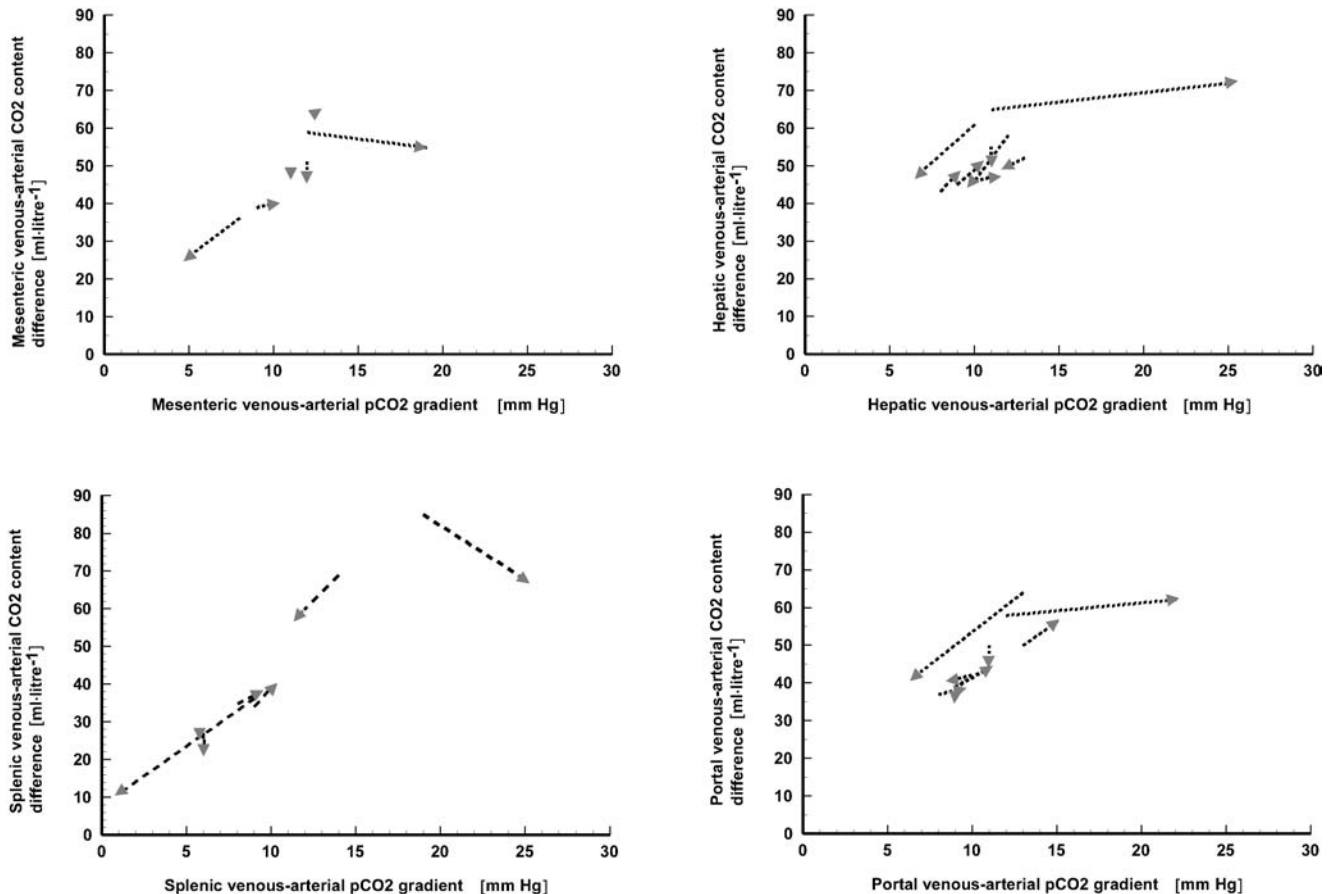 Mesenteric venous-arterial CO2 content
difference [ml·litre-1]
90
80
70
60
50
40
30
20
10
0
0 5 10 15 20 25 30
Mesenteric venous-arterial pCO2 gradient [mm Hg]
Hepatic venous-arterial CO2 content
difference [ml·litre-1]
90
80
70
60
50
40
30
20
10
0
0 5 10 15 20 25 30
Hepatic venous-arterial pCO2 gradient [mm Hg]
Splenic venous-arterial CO2 content
difference [ml·litre-1]
90
80
70
60
50
40
30
20
10
0
0 5 10 15 20 25 30
Splenic venous-arterial pCO2 gradient [mm Hg]
Portal venous-arterial CO2 content
difference [ml·litre-1]
90
80
70
60
50
40
30
20
10
0
0 5 10 15 20 25 30
Portal venous-arterial pCO2 gradient [mm Hg]